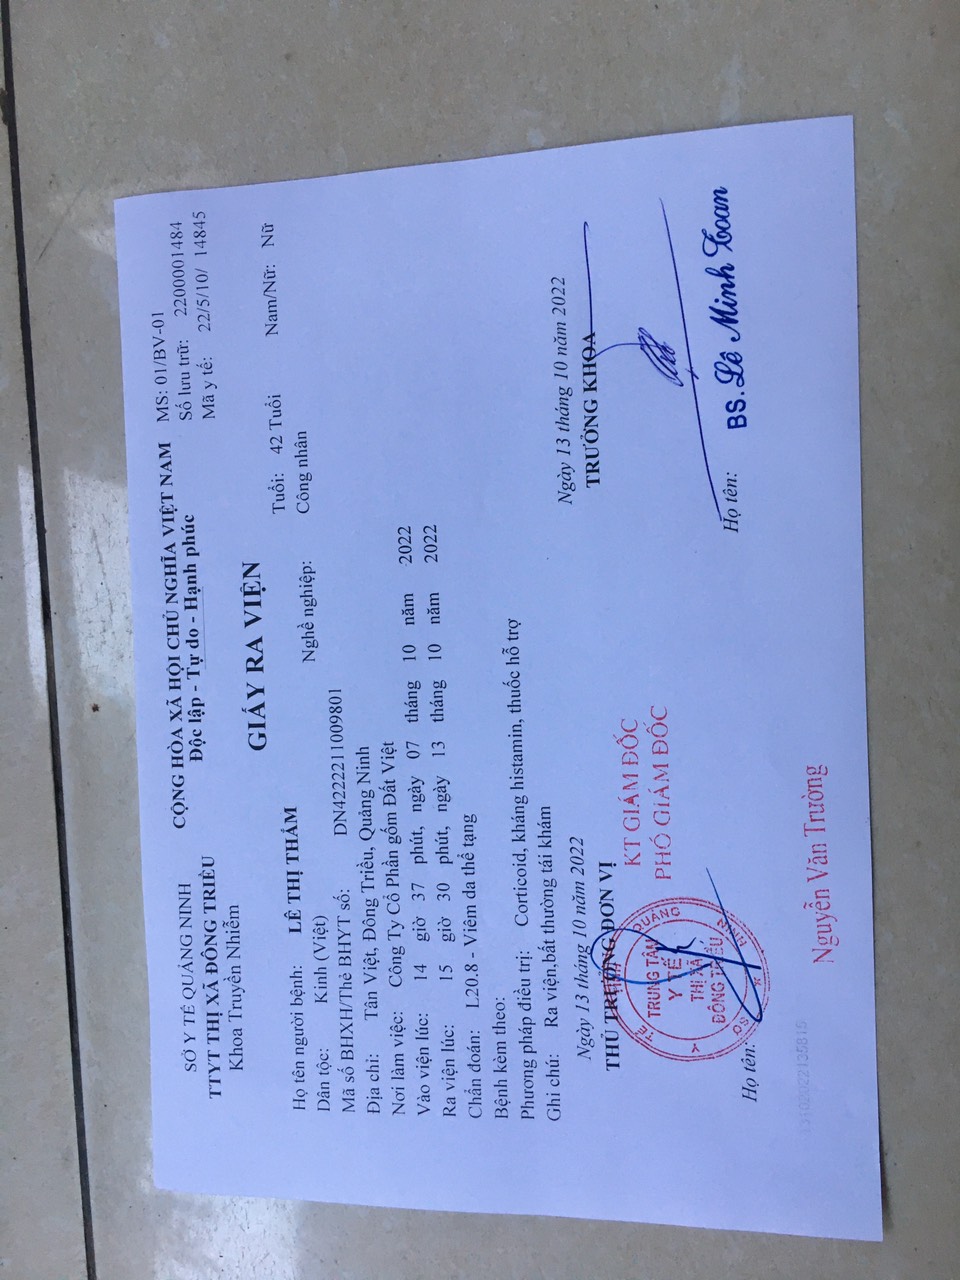 SỞ Y TẾ QUẢNG NINH
TTYT THỊ XÃ ĐÔNG TRIỀU
Khoa Truyền Nhiễm
CỘNG HÒA XÃ HỘI CHỦ NGHĨA VIỆT NAM
Độc lập - Tự do - Hạnh phúc
MS: 01/BV-01
Số lưu trữ: 2200001484
Mã y tế: 22/5/10/ 14845
GIẤY RA VIỆN
Họ tên người bệnh: LÊ THỊ THẢM Tuổi: 42 Tuổi Nam/Nữ: Nữ
Dân tộc: Kinh (Việt) Nghề nghiệp: Công nhân
Mã số BHXH/Thẻ BHYT số: DN4222211009801
Địa chỉ: Tân Việt, Đông Triều, Quảng Ninh
Nơi làm việc: Công Ty Cổ Phần gốm Đất Việt
Vào viện lúc: 14 giờ 37 phút, ngày 07 tháng 10 năm 2022
Ra viện lúc: 15 giờ 30 phút, ngày 13 tháng 10 năm 2022
Chẩn đoán: L20.8 - Viêm da thể tạng
Bệnh kèm theo:
Phương pháp điều trị: Corticoid, kháng histamin, thuốc hỗ trợ
Ghi chú: Ra viện,bất thường tái khám
Ngày 13 tháng 10 năm 2022
THỦ TRƯỞNG ĐƠN VỊ
KT GIÁM ĐỐC
PHÓ GIÁM ĐỐC
TRUNG TÂM
Y TẾ
THỊ XÃ
ĐÔNG TRIỀU
Họ tên:
Nguyễn Văn Trường
Ngày 13 tháng 10 năm 2022
TRƯỞNG KHOA
Họ tên:
BS. Lê Minh Toan